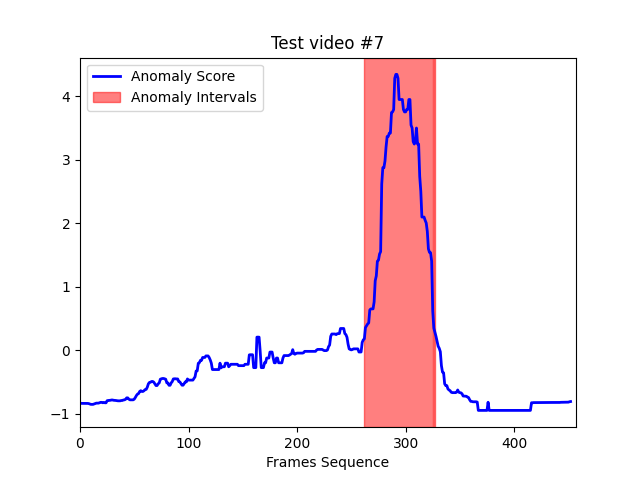 Test video #7
Anomaly Score
Anomaly Intervals
4
3
2
1
0
−1
0 100 200 300 400
Frames Sequence